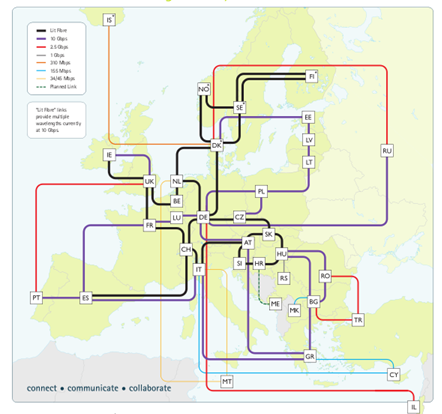 IS*
Lit Fibre
10 Gbps
2.5 Gbps
1 Gbps
310 Mbps
155 Mbps
34/45 Mbps
Planned Link
"Lit Fibre" links
provide multiple
wavelengths currently
at 10 Gbps.
NO*
FI*
SE*
EE
DK*
LV
RU
IE
LT
UK
NL
PL
BE
LU
DE
CZ
FR
SK
AT
CH
HU
SI
HR
IT
RS
RO
PT
ES
ME
MK
BG
TR
GR
CY
MT
connect • communicate • collaborate
IL